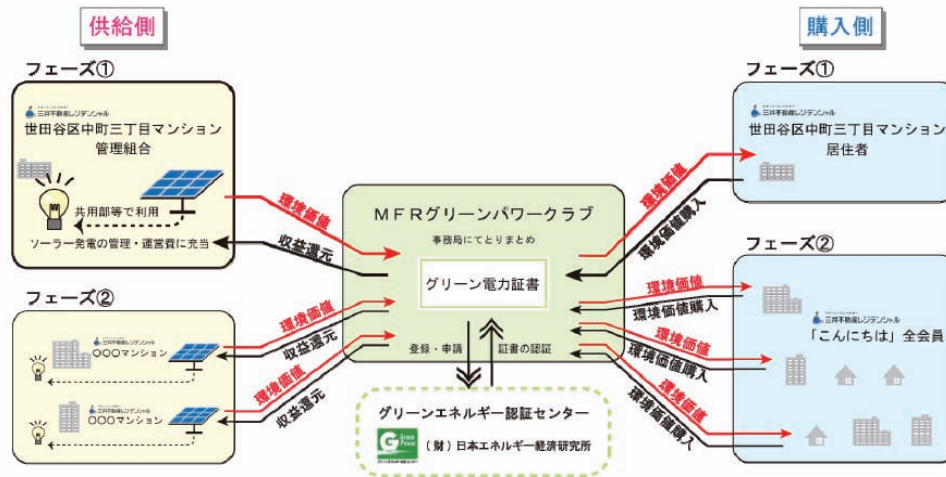 供給側
購入側
フェーズ①
三井不動産レジデンシャル
世田谷区中町三丁目マンション
管理組合
共用部等で利用
ソーラー発電の管理・運営費に充当
フェーズ②
三井不動産レジデンシャル
○○○マンション
三井不動産レジデンシャル
○○○マンション
環境価値
収益還元
環境価値
収益還元
環境価値
収益還元
MFRグリーンパワークラブ
事務局にてとりまとめ
グリーン電力証書
登録・申請
証書の認証
グリーンエネルギー認証センター
Green Power
(財)日本エネルギー経済研究所
環境価値
環境価値購入
環境価値
環境価値購入
環境価値
環境価値購入
環境価値
環境価値購入
フェーズ①
三井不動産レジデンシャル
世田谷区中町三丁目マンション
居住者
フェーズ②
三井不動産レジデンシャル
「こんにちは」全会員